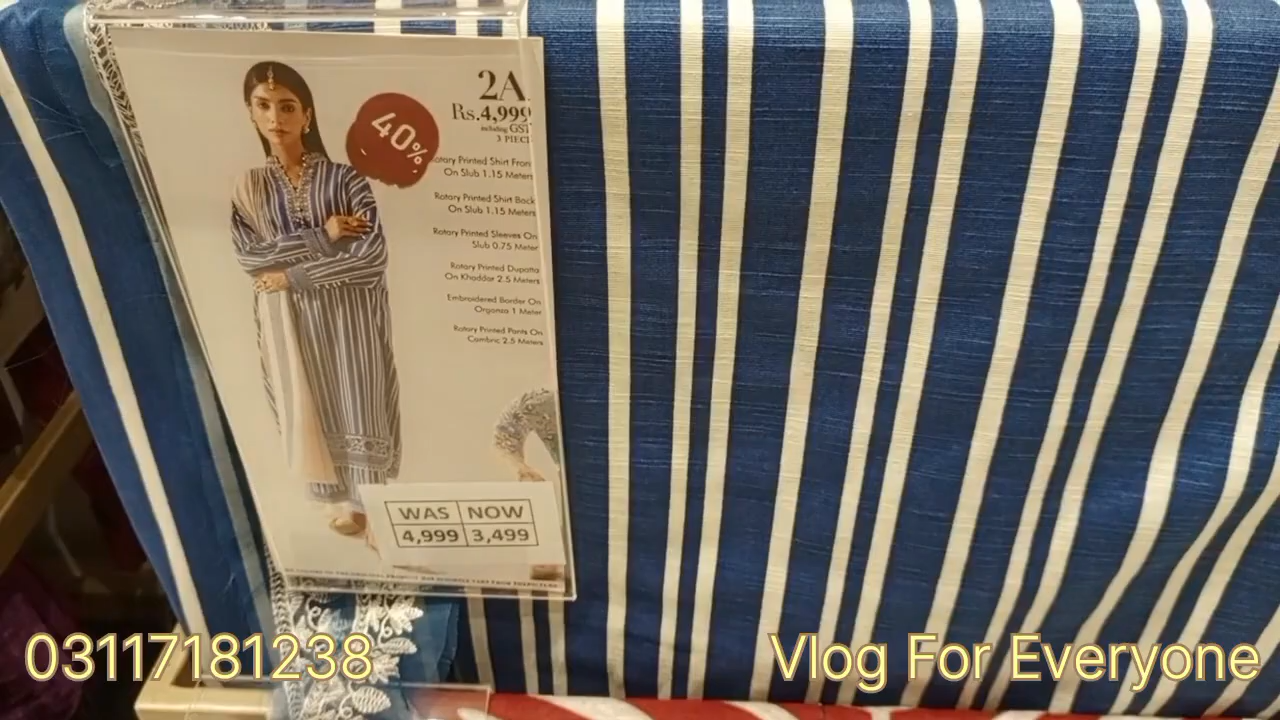 2A
Rs.4,999
including GST
3 PIECE
40%
Rotary Printed Shirt Front
On Slub 1.15 Meters
Rotary Printed Shirt Back
On Slub 1.15 Meters
Rotary Printed Sleeves On
Slub 0.75 Meter
Rotary Printed Dupatta
On Khaddar 2.5 Meters
Embroidered Border On
Organza 1 Meter
Rotary Printed Pants On
Cambric 2.5 Meters
WAS NOW
4,999 3,499
03117181238
Vlog For Everyone